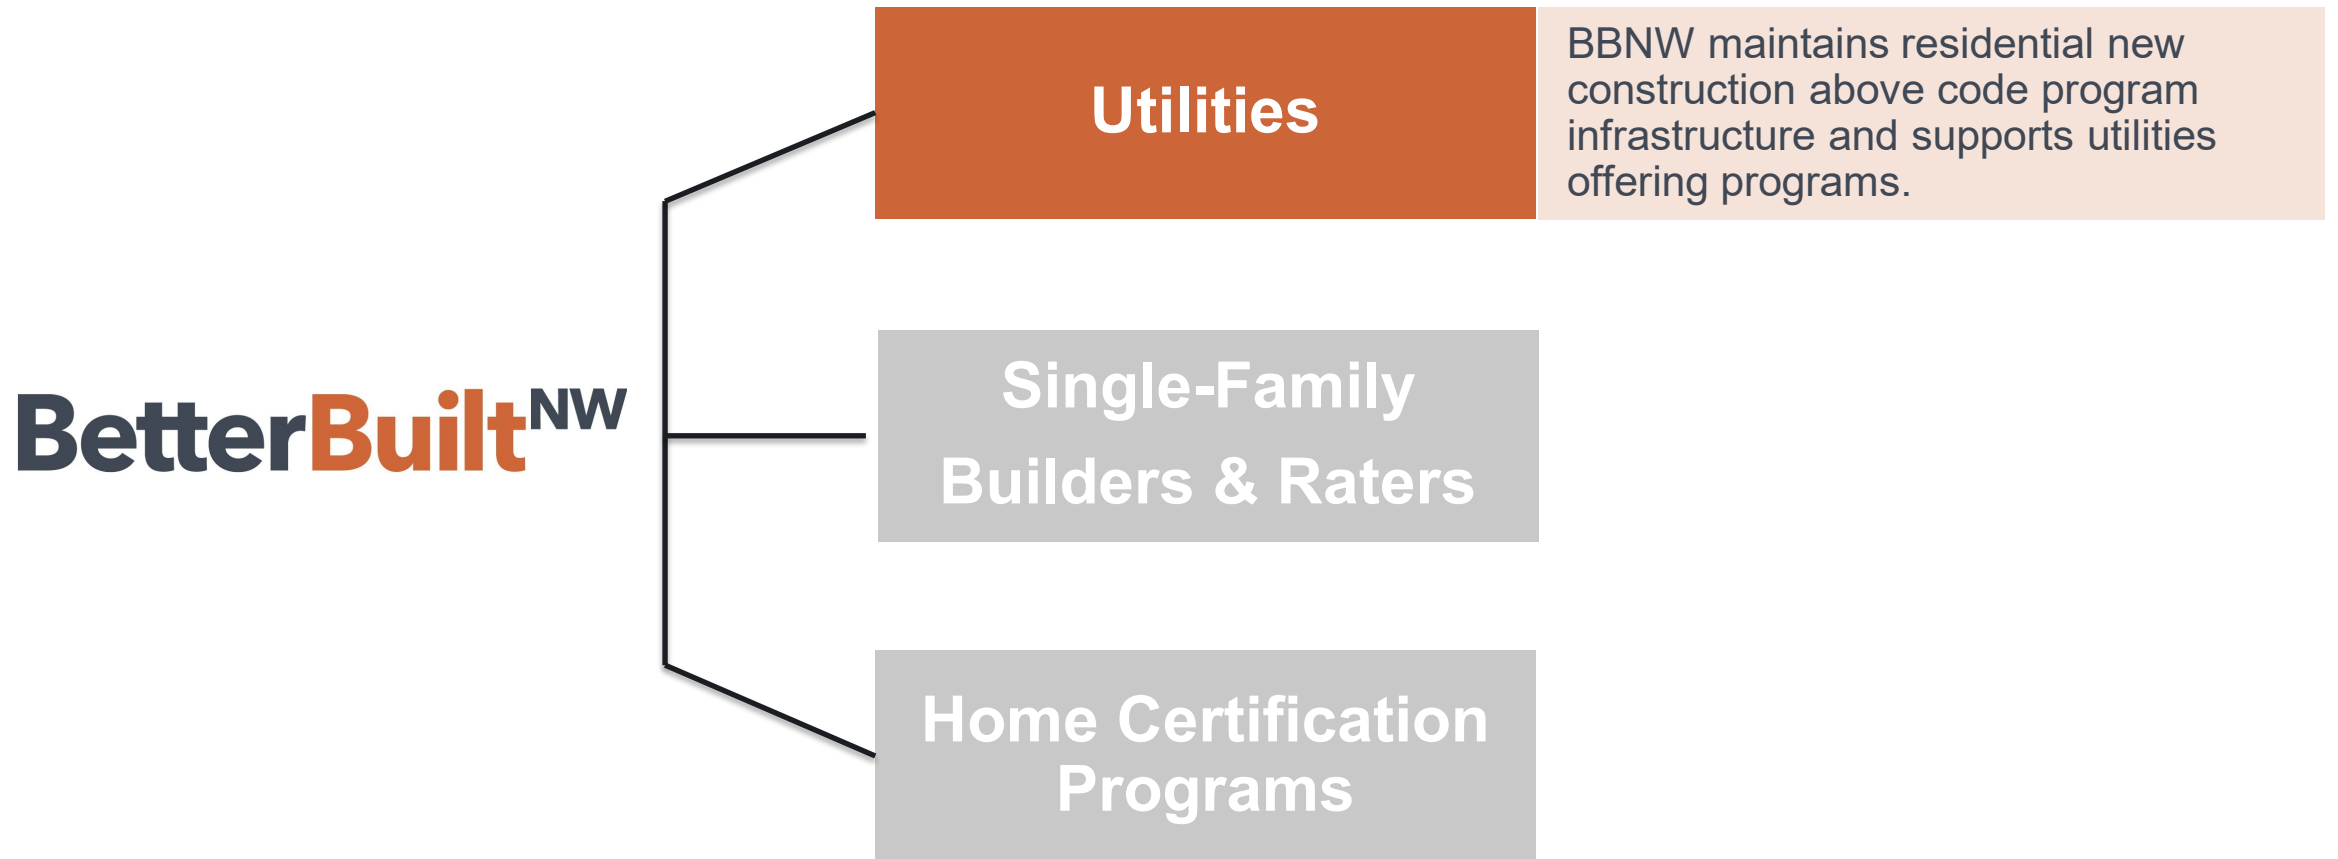 Utilities
BBNW maintains residential new
construction above code program
infrastructure and supports utilities
offering programs.
BetterBuiltNW
Single-Family
Builders & Raters
Home Certification
Programs